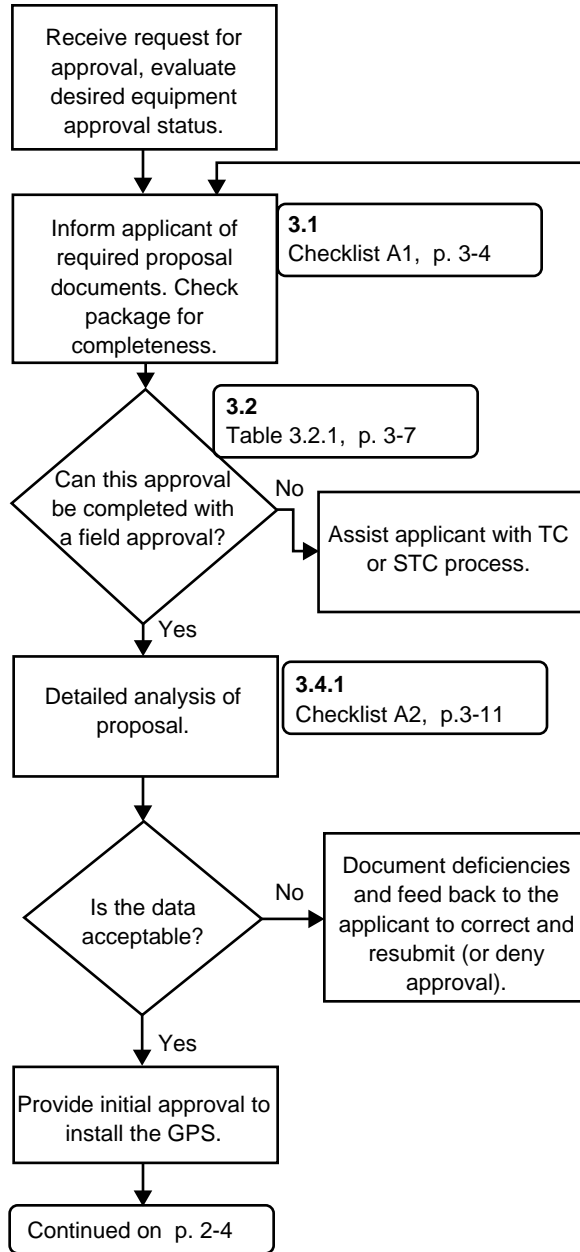 Receive request for
approval, evaluate
desired equipment
approval status.
3.1
Checklist A1,  p. 3-4
Inform applicant of
required proposal
documents. Check
package for
completeness.
3.2
Table 3.2.1,  p. 3-7
Can this approval
be completed with
a field approval?
No
Assist applicant with TC
or STC process.
Yes
Detailed analysis of
proposal.
3.4.1
Checklist A2,  p.3-11
Is the data
acceptable?
No
Document deficiencies
and feed back to the
applicant to correct and
resubmit (or deny
approval).
Yes
Provide initial approval to
install the GPS.
Continued on  p. 2-4